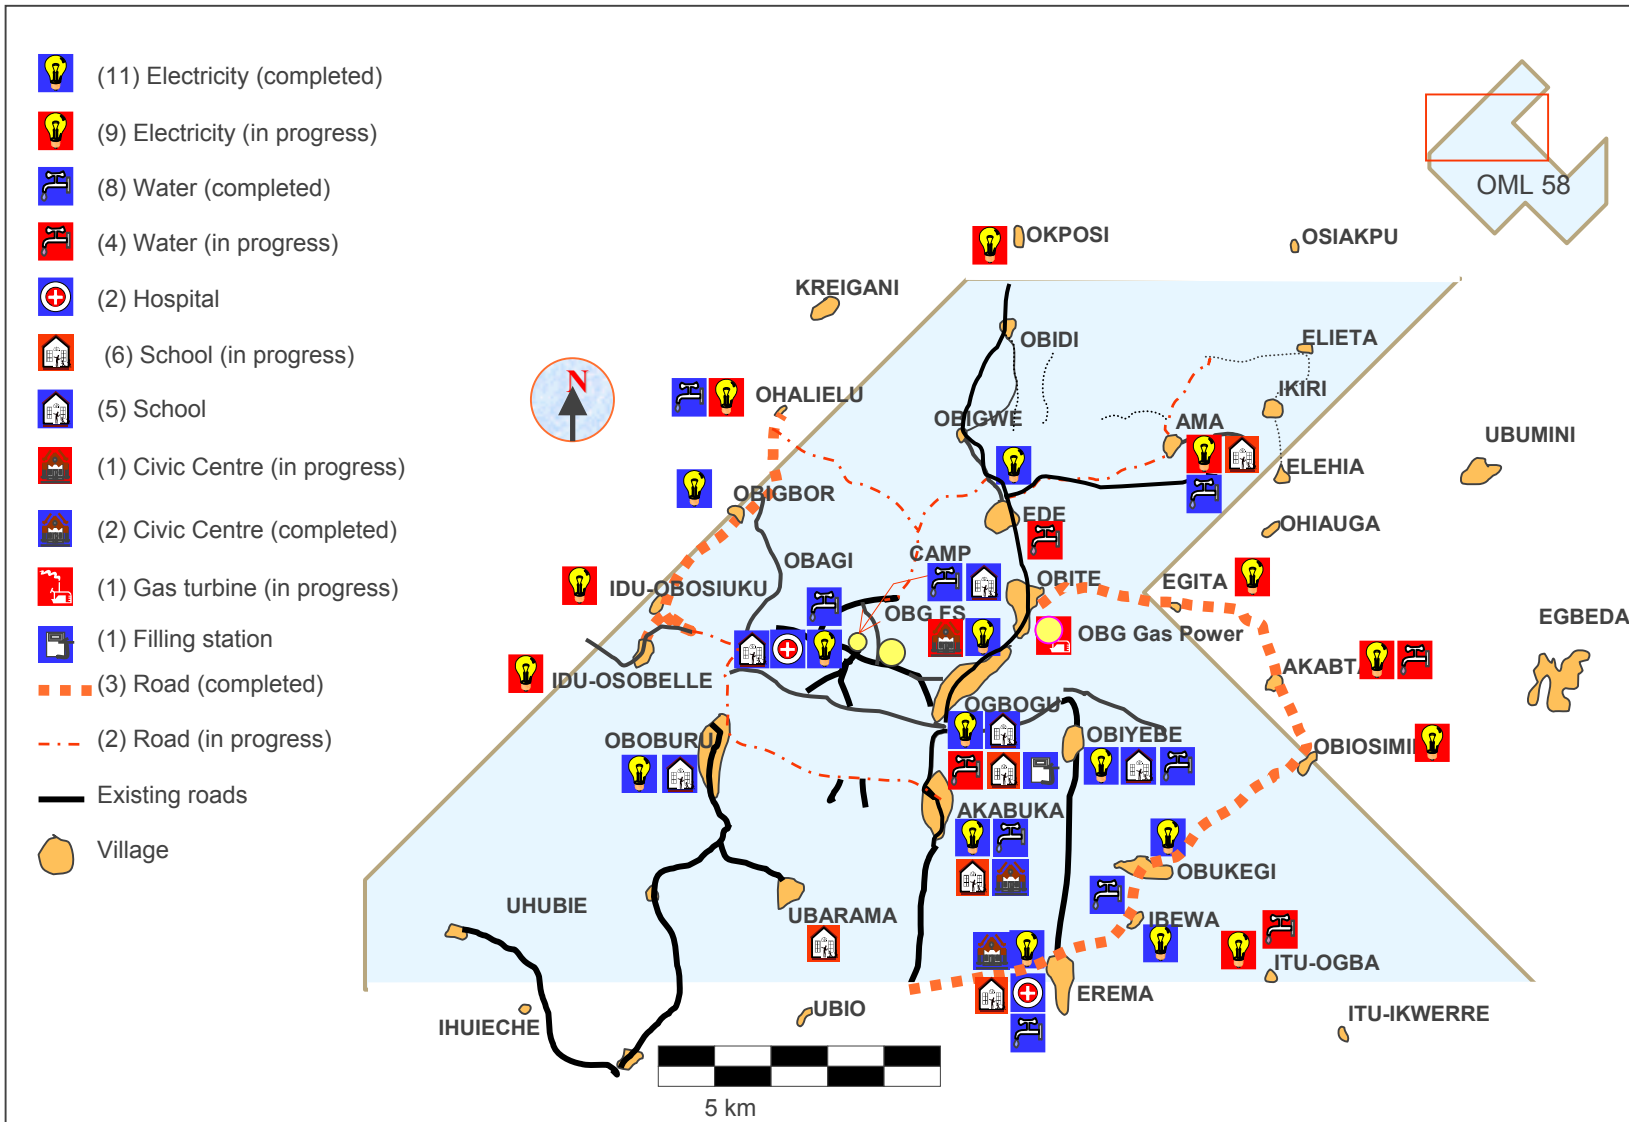 (11) Electricity (completed)
(9) Electricity (in progress)
(8) Water (completed)
(4) Water (in progress)
(2) Hospital
(6) School (in progress)
(5) School
(1) Civic Centre (in progress)
(2) Civic Centre (completed)
(1) Gas turbine (in progress)
(1) Filling station
(3) Road (completed)
(2) Road (in progress)
Existing roads
Village
OML 58
OKPOSI
OSIAKPU
KREIGANI
N
OBIDI
ELIETA
OHALIELU
IKIRI
OBIGWE
AMA
UBUMINI
ELEHIA
OBIGBOR
EDE
OHIAUGA
OBAGI
CAMP
IDU-OBOSIUKU
OBITE
EGITA
OBG FS
OBG Gas Power
EGBEDA
IDU-OSOBELLE
AKABTA
OGBOGU
OBOBURU
OBIYEBE
OBIOSIMII
AKABUKA
OBUKEGI
UHUBIE
UBARAMA
IBEWA
ITU-OGBA
EREMA
IHUIECHE
UBIO
ITU-IKWERRE
5 km